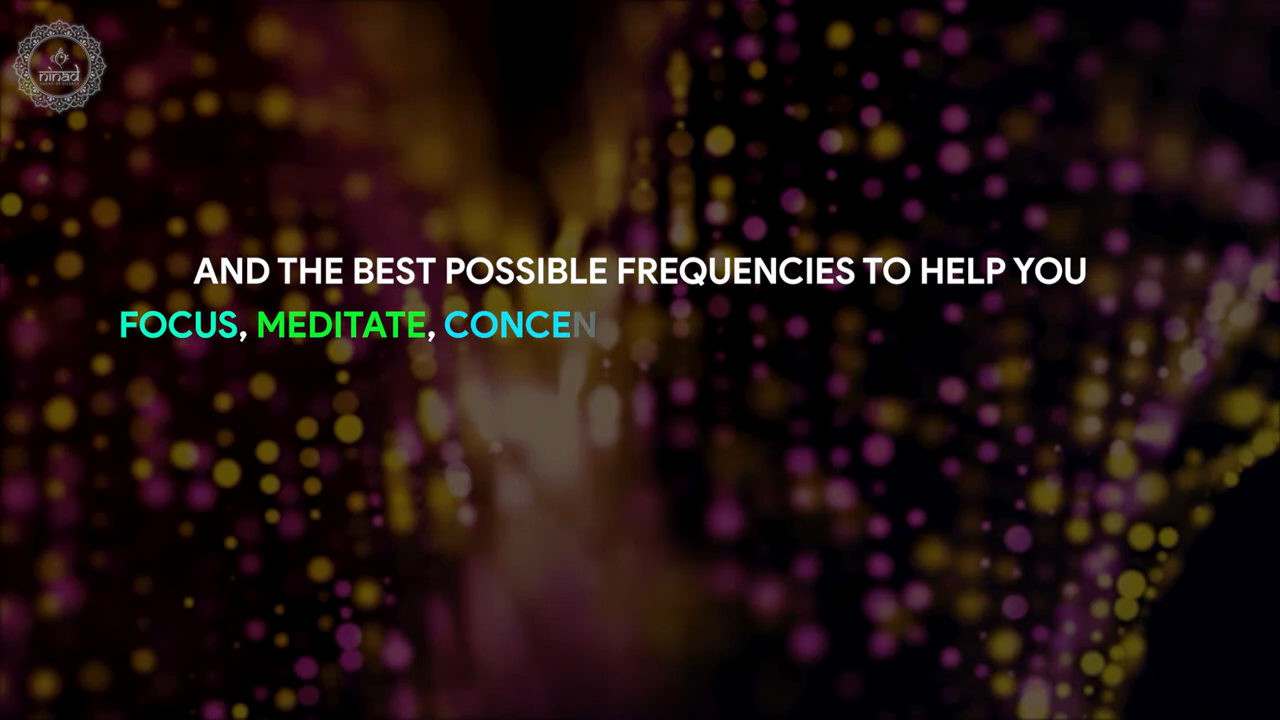 ninad
AND THE BEST POSSIBLE FREQUENCIES TO HELP YOU
FOCUS, MEDITATE, CONCEN